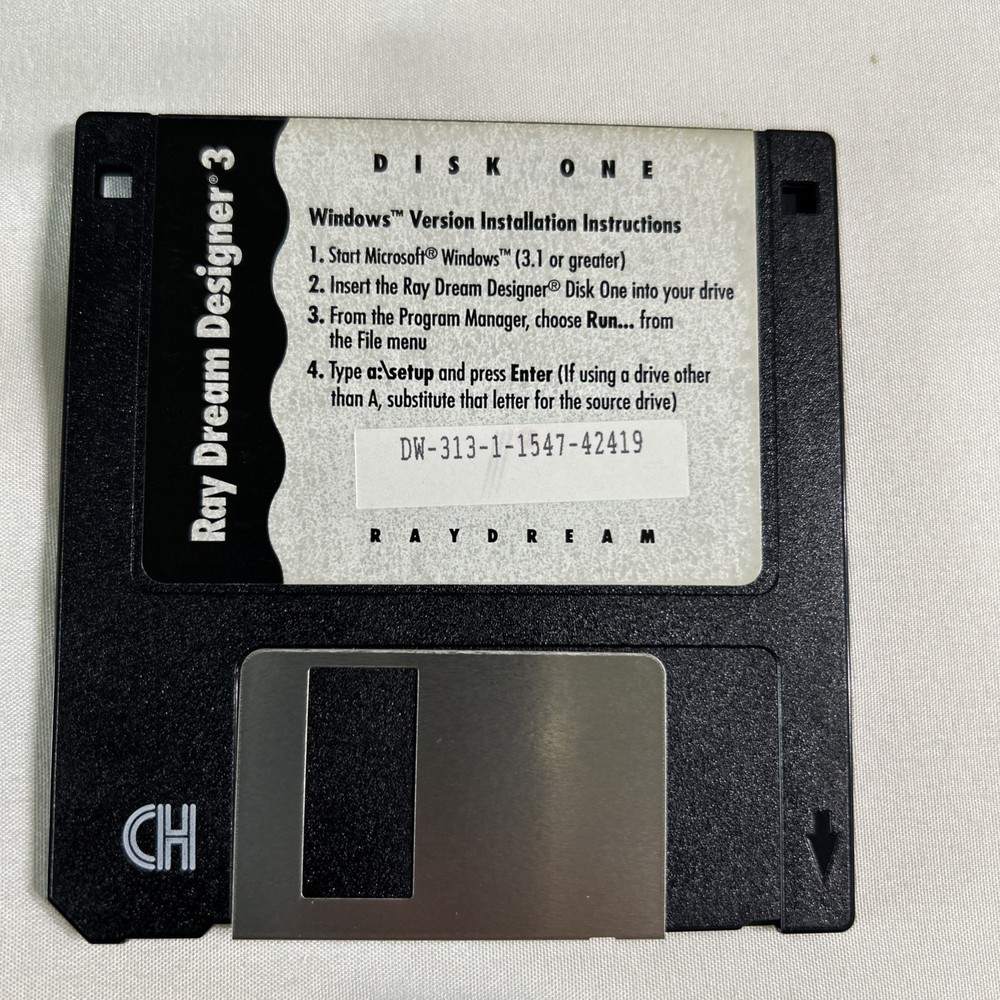 Ray Dream Designer® 3
DISK ONE
Windows™ Version Installation Instructions
1. Start Microsoft® Windows™ (3.1 or greater)
2. Insert the Ray Dream Designer® Disk One into your drive
3. From the Program Manager, choose Run... from
the File menu
4. Type a:\setup and press Enter (If using a drive other
than A, substitute that letter for the source drive)
DW-313-1-1547-42419
RAYDREAM
CH